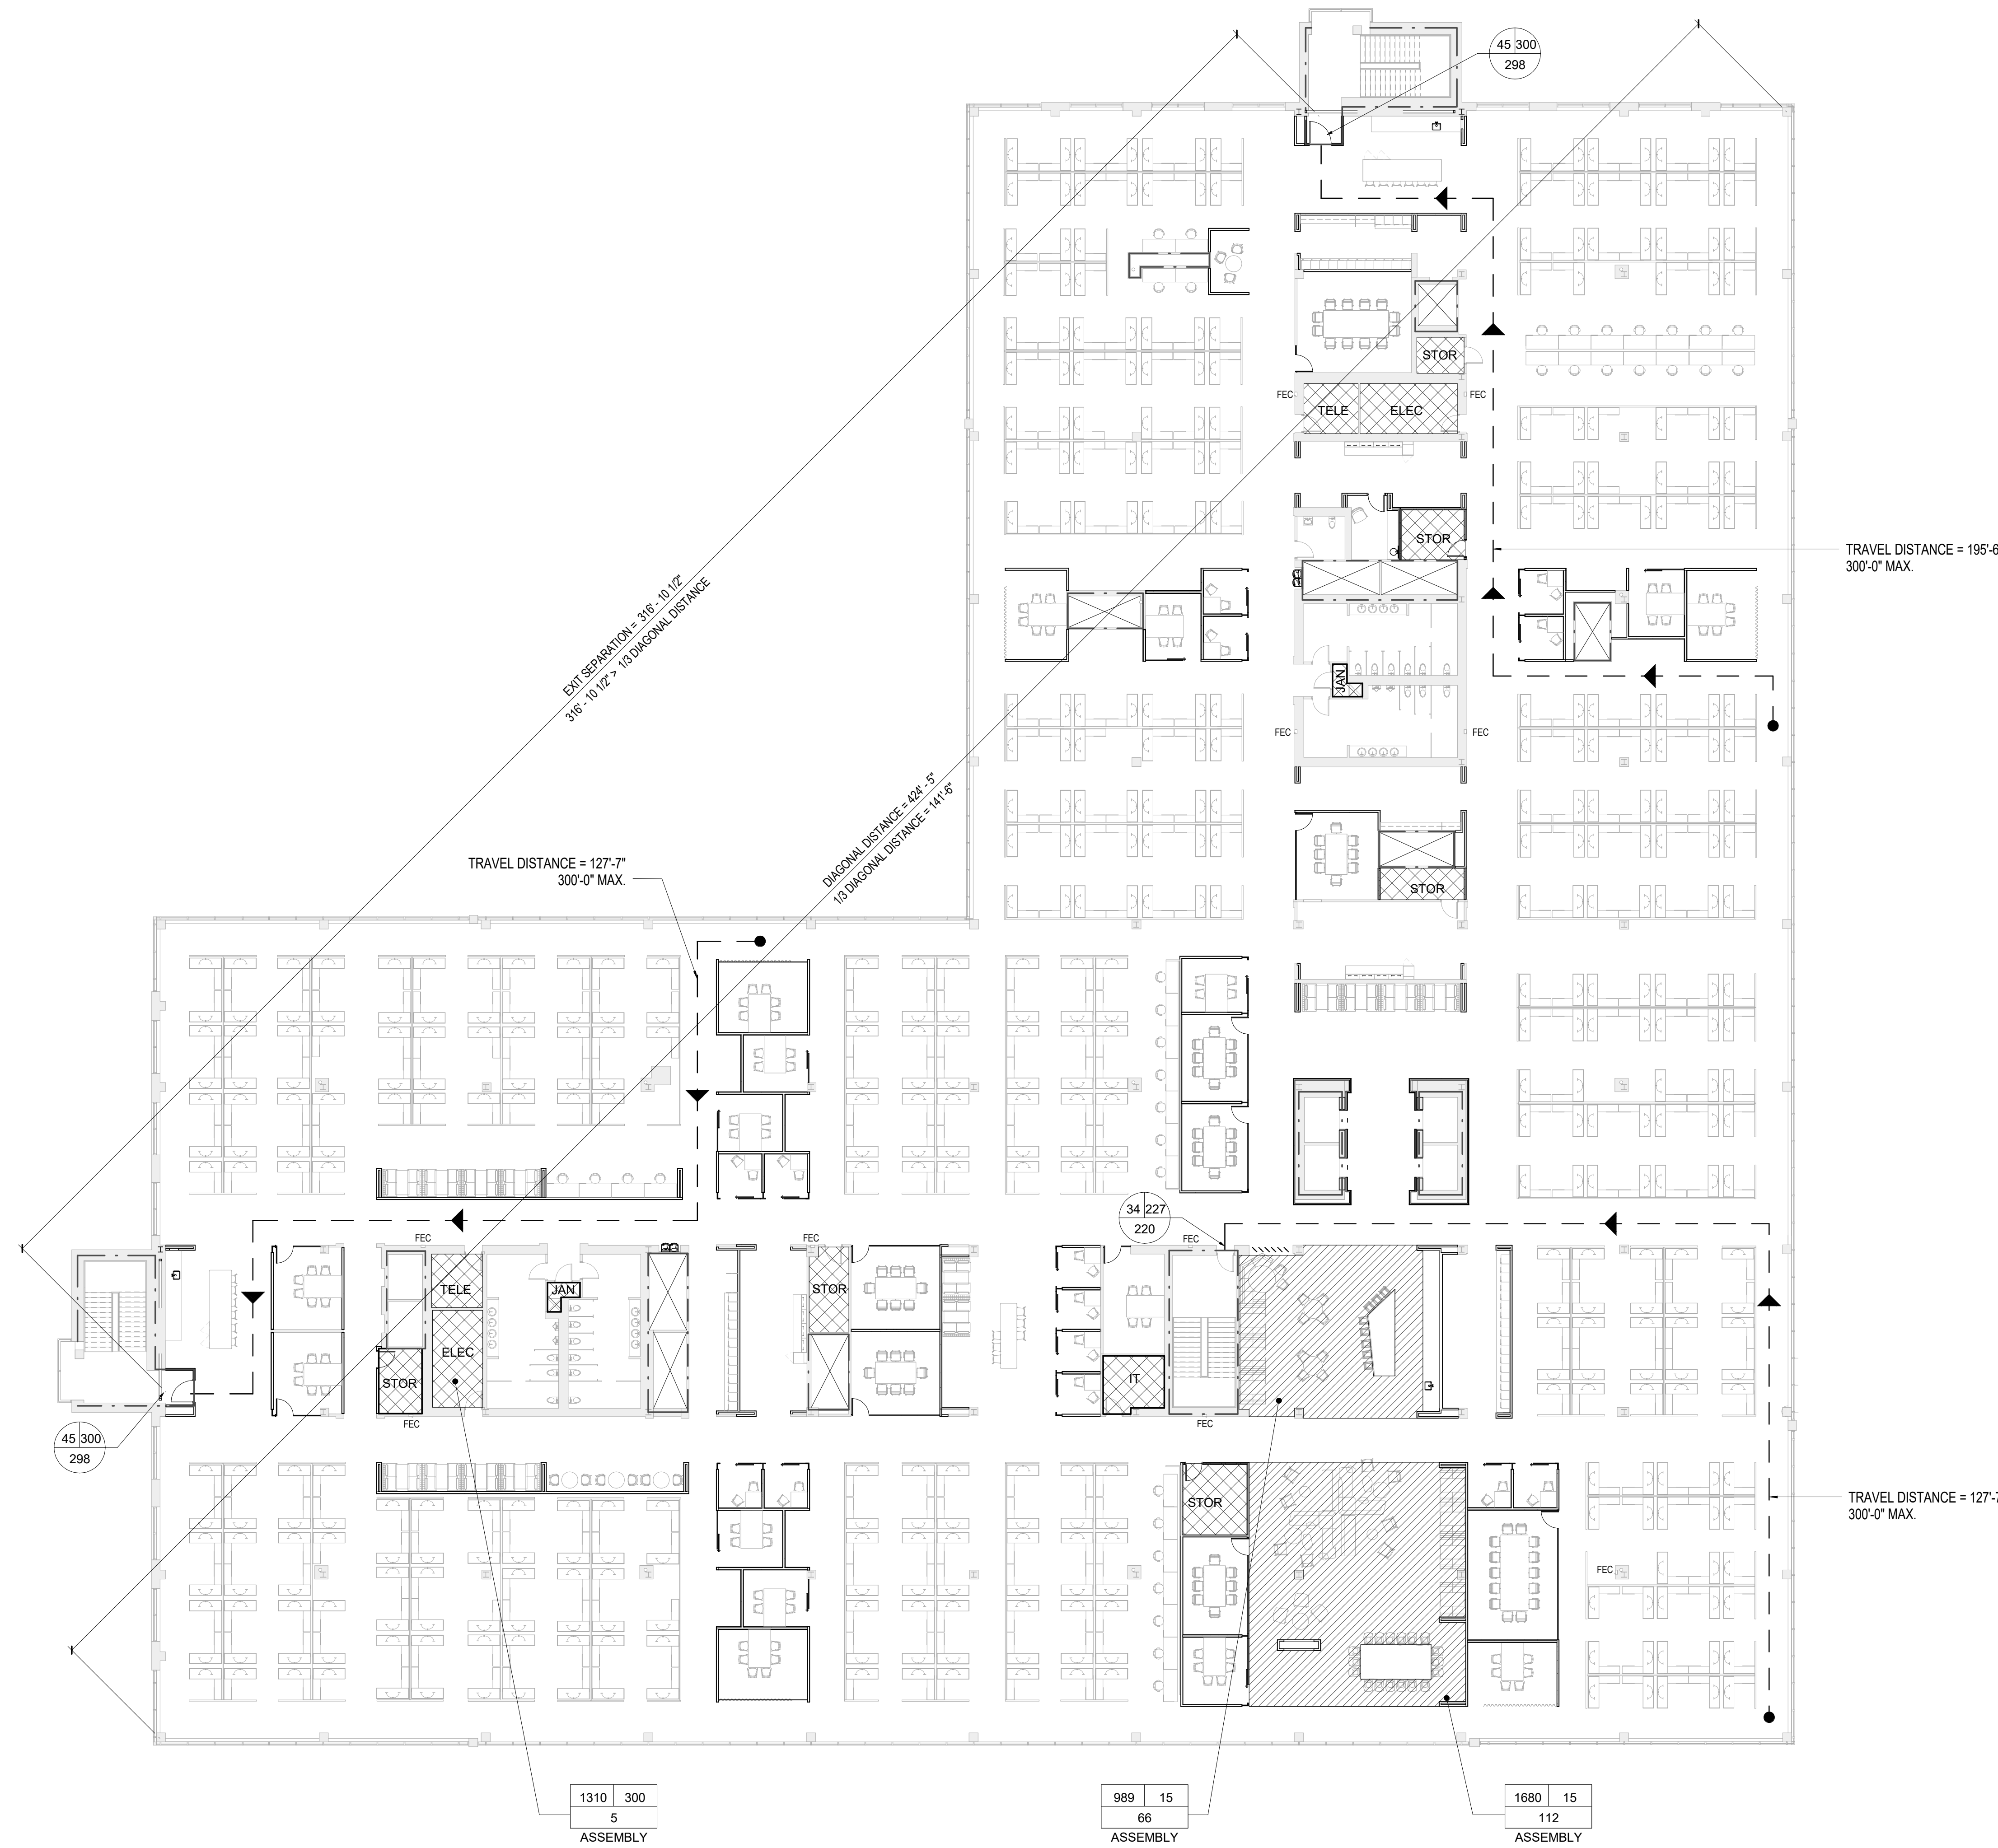 45 300
298
FEC
STOR
FEC
TELE
ELEC
STOR
TRAVEL DISTANCE = 195'-6
300'-0" MAX.
EXIT SEPARATION = 316' - 10 1/2"
316' - 10 1/2" > 1/3 DIAGONAL DISTANCE
JAN
FEC
FEC
DIAGONAL DISTANCE = 424' - 5"
1/3 DIAGONAL DISTANCE = 141'-6"
TRAVEL DISTANCE = 127'-7"
300'-0" MAX.
STOR
34 227
220
FEC
FEC
FEC
TELE
JAN
STOR
ELEC
STOR
IT
FEC
FEC
45 300
298
STOR
TRAVEL DISTANCE = 127'-7
300'-0" MAX.
FEC
1310 300
5
ASSEMBLY
989 15
66
ASSEMBLY
1680 15
112
ASSEMBLY